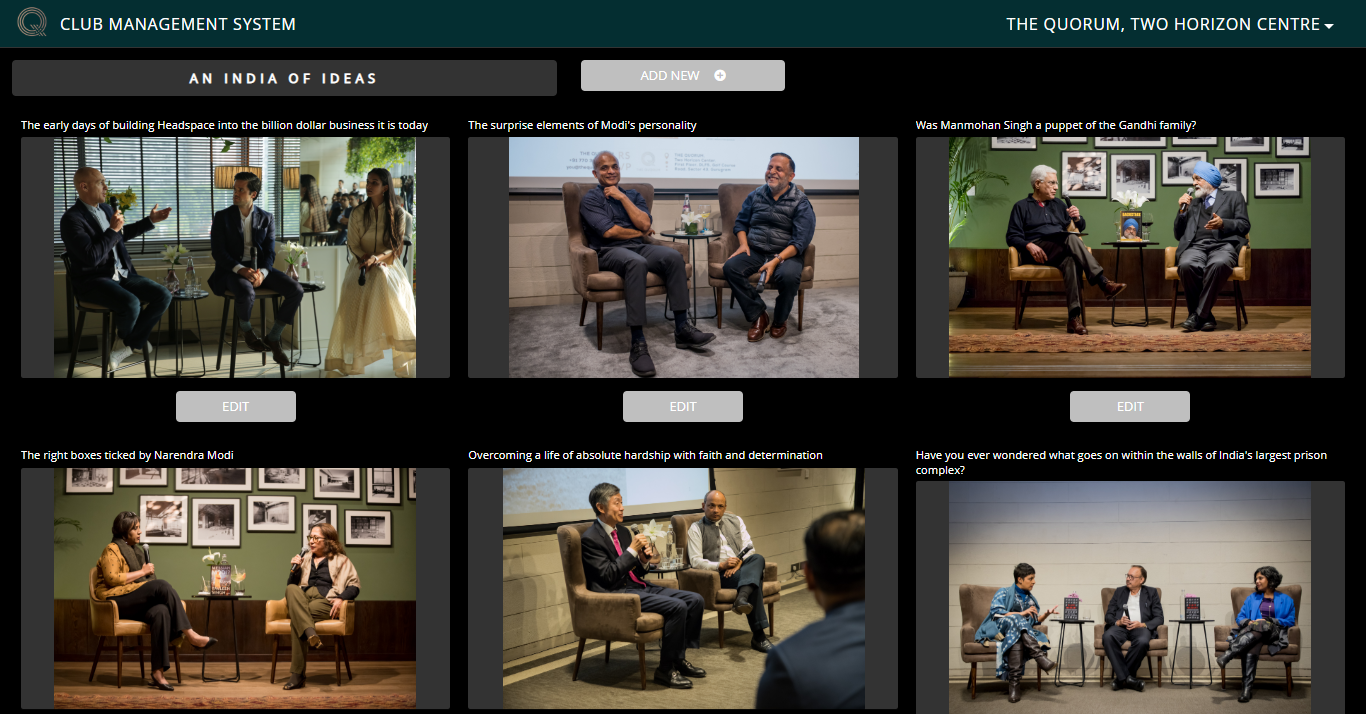 CLUB MANAGEMENT SYSTEM
THE QUORUM, TWO HORIZON CENTRE
AN INDIA OF IDEAS
ADD NEW
The early days of building Headspace into the billion dollar business it is today
The surprise elements of Modi's personality
Was Manmohan Singh a puppet of the Gandhi family?
EDIT
EDIT
EDIT
The right boxes ticked by Narendra Modi
Overcoming a life of absolute hardship with faith and determination
Have you ever wondered what goes on within the walls of India's largest prison
complex?